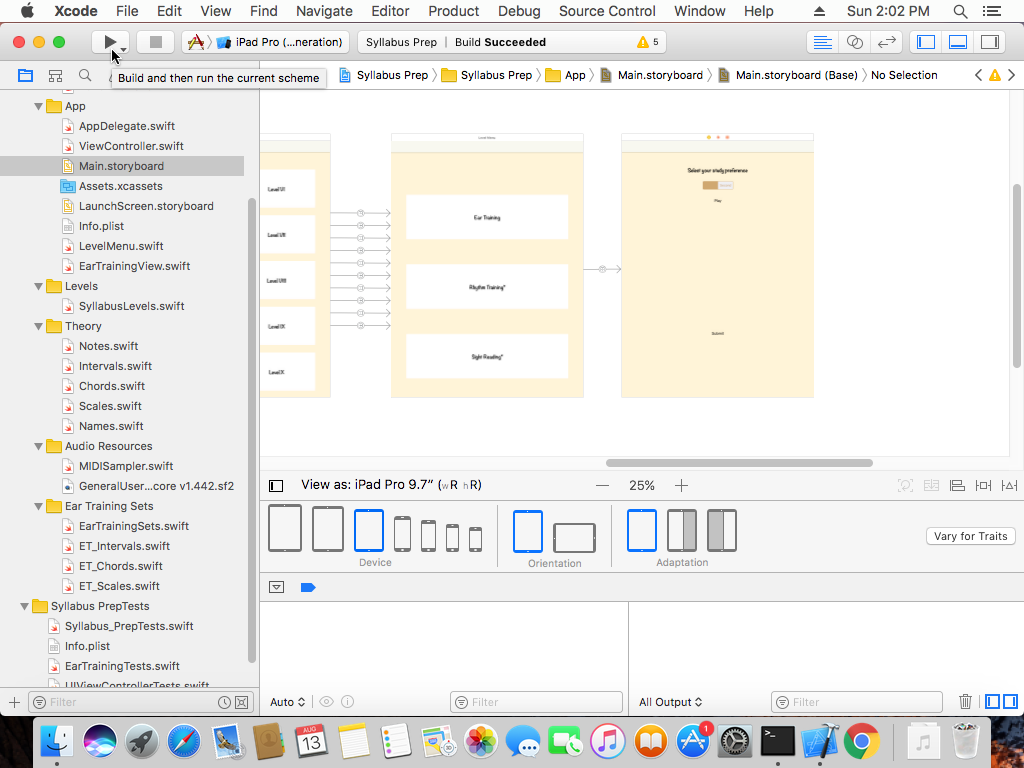 Xcode File Edit View Find Navigate Editor Product Debug Source Control Window Help Sun 2:02 PM
iPad Pro (...neration) Syllabus Prep | Build Succeeded 5
Build and then run the current scheme
Syllabus Prep Syllabus Prep App Main.storyboard Main.storyboard (Base) No Selection
App
AppDelegate.swift
ViewController.swift
Main.storyboard
Assets.xcassets
LaunchScreen.storyboard
Info.plist
LevelMenu.swift
EarTrainingView.swift
Levels
SyllabusLevels.swift
Theory
Notes.swift
Intervals.swift
Chords.swift
Scales.swift
Names.swift
Audio Resources
MIDISampler.swift
GeneralUser...core v1.442.sf2
Ear Training Sets
EarTrainingSets.swift
ET_Intervals.swift
ET_Chords.swift
ET_Scales.swift
Syllabus PrepTests
Syllabus_PrepTests.swift
Info.plist
EarTrainingTests.swift
UIViewControllerTests.swift
Filter
Level VI
Level VII
Level VIII
Level IX
Level X
Ear Training
Rhythm Training*
Sight Reading*
Select your study preference
Play
Submit
View as: iPad Pro 9.7" (wR hR)
25%
Device
Orientation
Adaptation
Vary for Traits
Auto
Filter
All Output
Filter
AUG
13
3D
1
>_